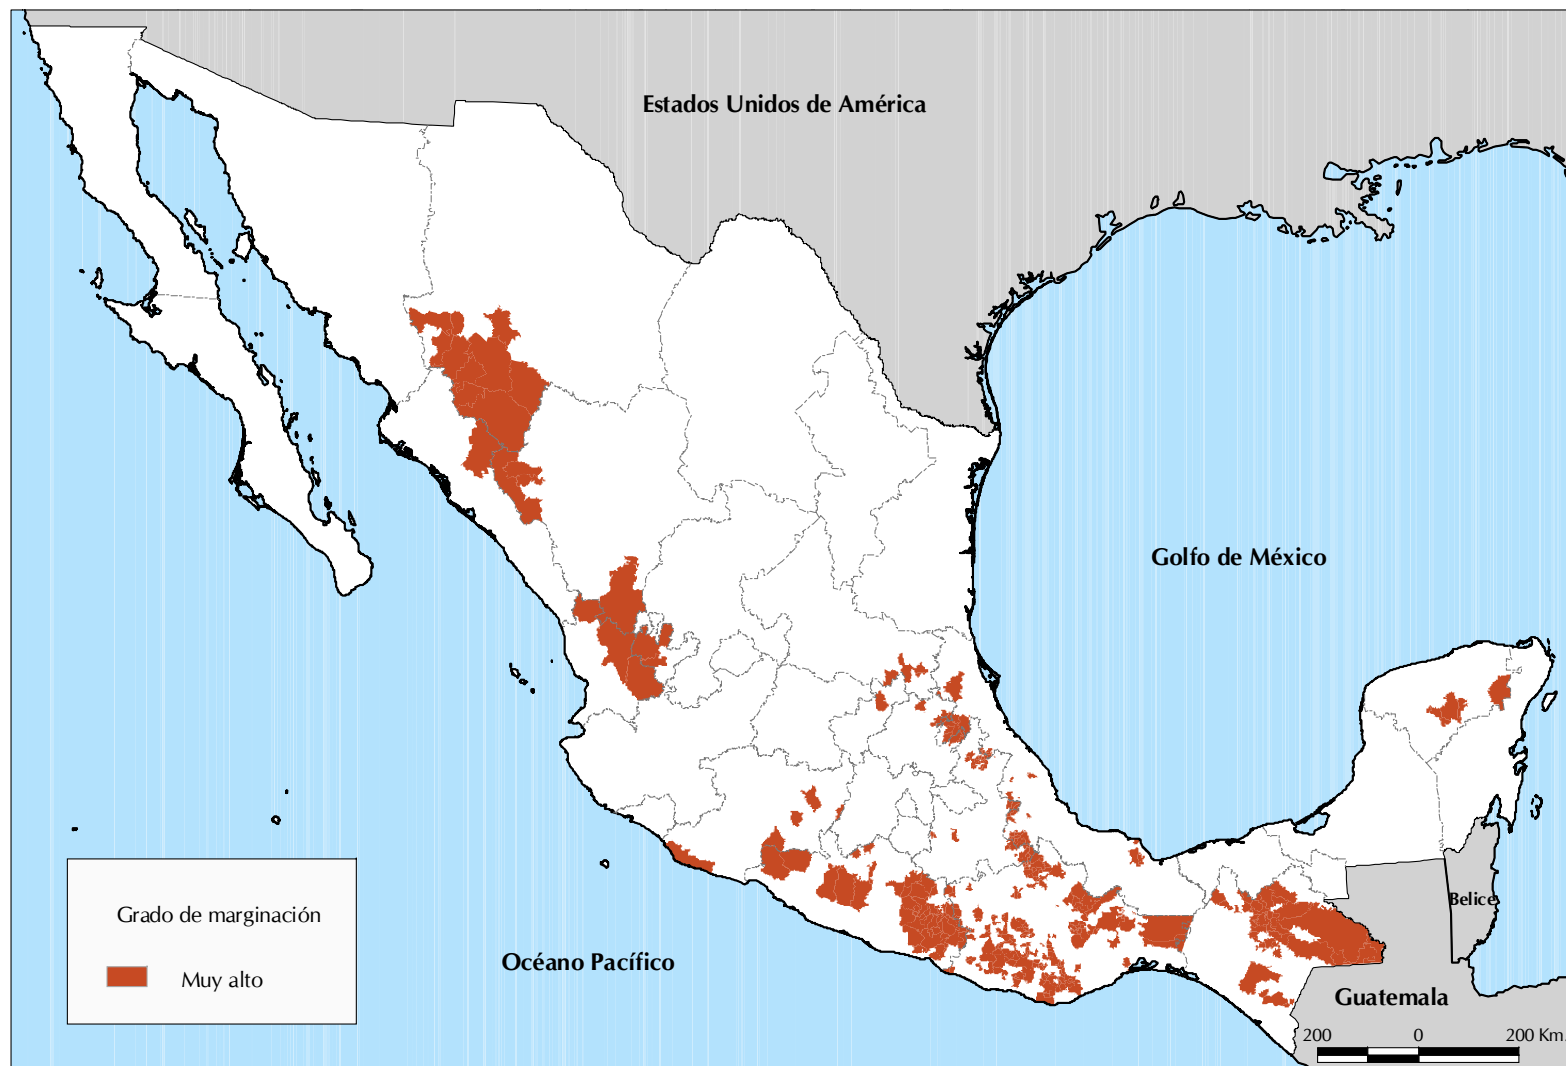 Estados Unidos de América
Golfo de México
Grado de marginación
Muy alto
Océano Pacífico
Belice
Guatemala
200 0 200 Km.